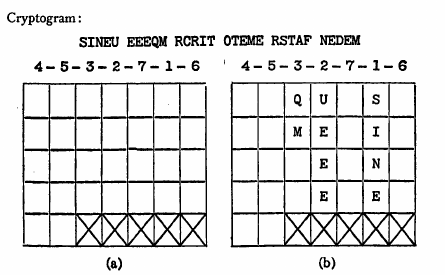 Cryptogram:
SINEU EEEQM RCRIT OTEME RSTAF NEDEM
4-5-3-2-7-1-6 4-5-3-2-7-1-6
Q U S
M E I
E N
E E
(a) (b)